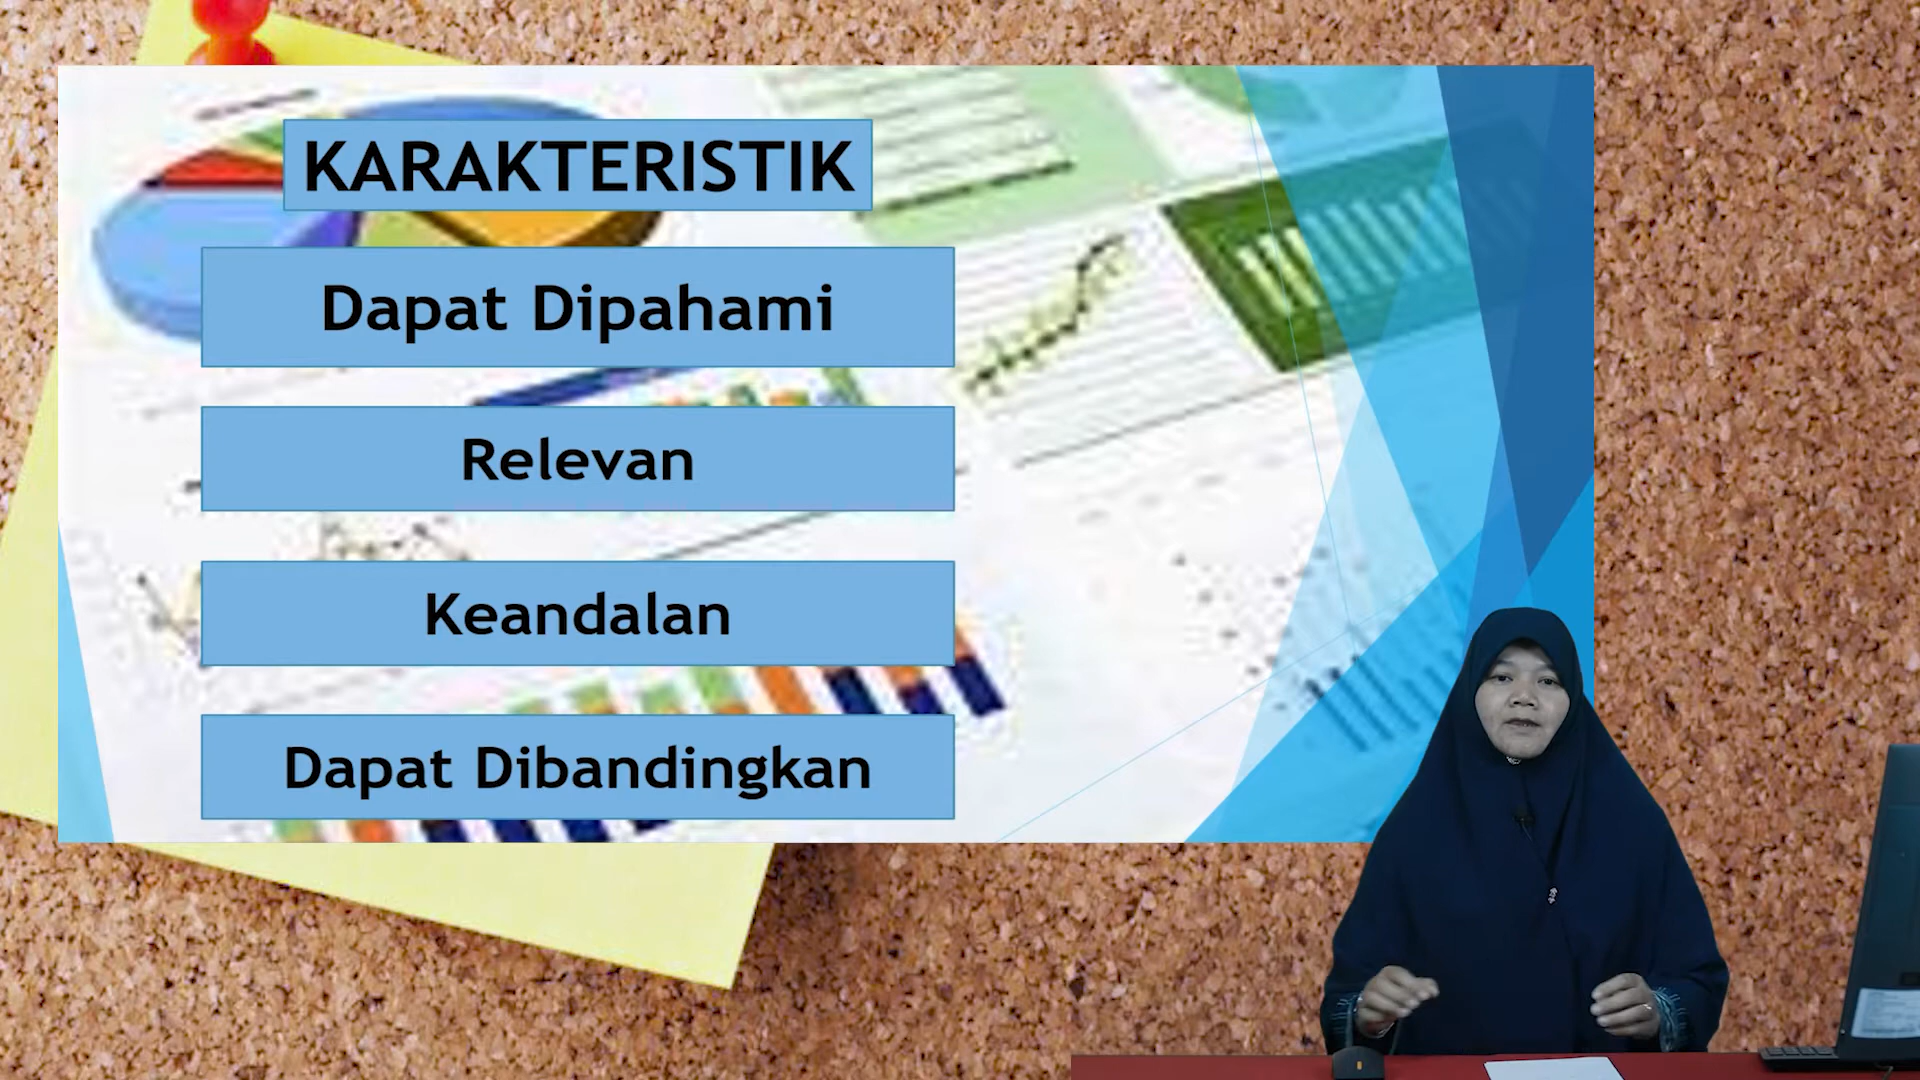 KARAKTERISTIK
Dapat Dipahami
Relevan
Keandalan
Dapat Dibandingkan